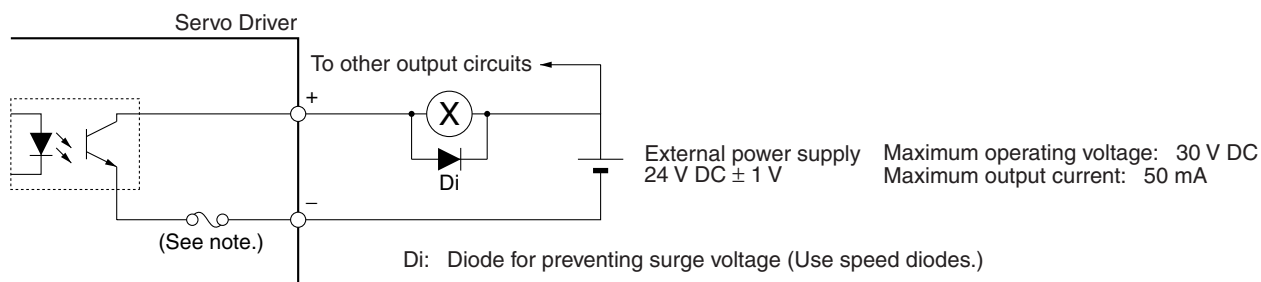 Servo Driver
To other output circuits
+
X
Di
External power supply
24 V DC ± 1 V
Maximum operating voltage: 30 V DC
Maximum output current: 50 mA
–
(See note.)
Di: Diode for preventing surge voltage (Use speed diodes.)